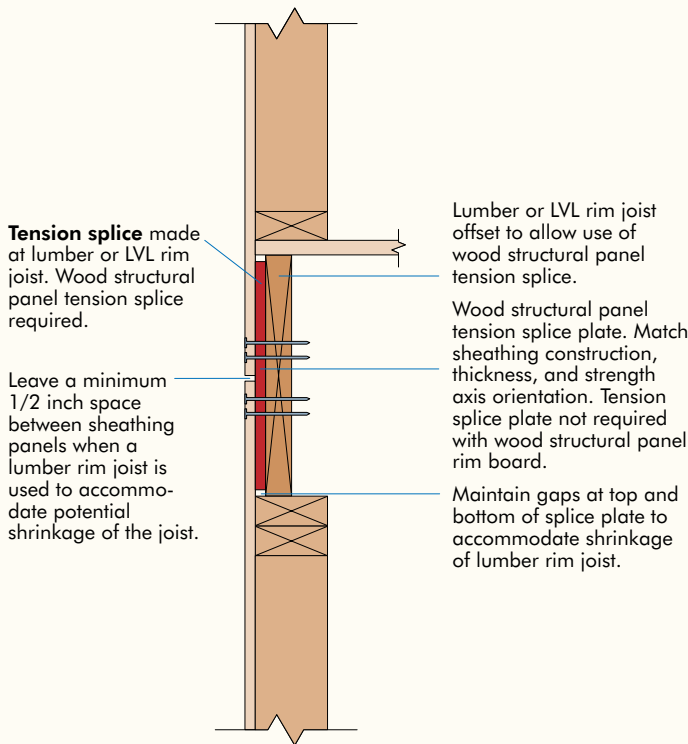 Tension splice made
at lumber or LVL rim
joist. Wood structural
panel tension splice
required.
Leave a minimum
1/2 inch space
between sheathing
panels when a
lumber rim joist is
used to accommo-
date potential
shrinkage of the joist.
Lumber or LVL rim joist
offset to allow use of
wood structural panel
tension splice.
Wood structural panel
tension splice plate. Match
sheathing construction,
thickness, and strength
axis orientation. Tension
splice plate not required
with wood structural panel
rim board.
Maintain gaps at top and
bottom of splice plate to
accommodate shrinkage
of lumber rim joist.